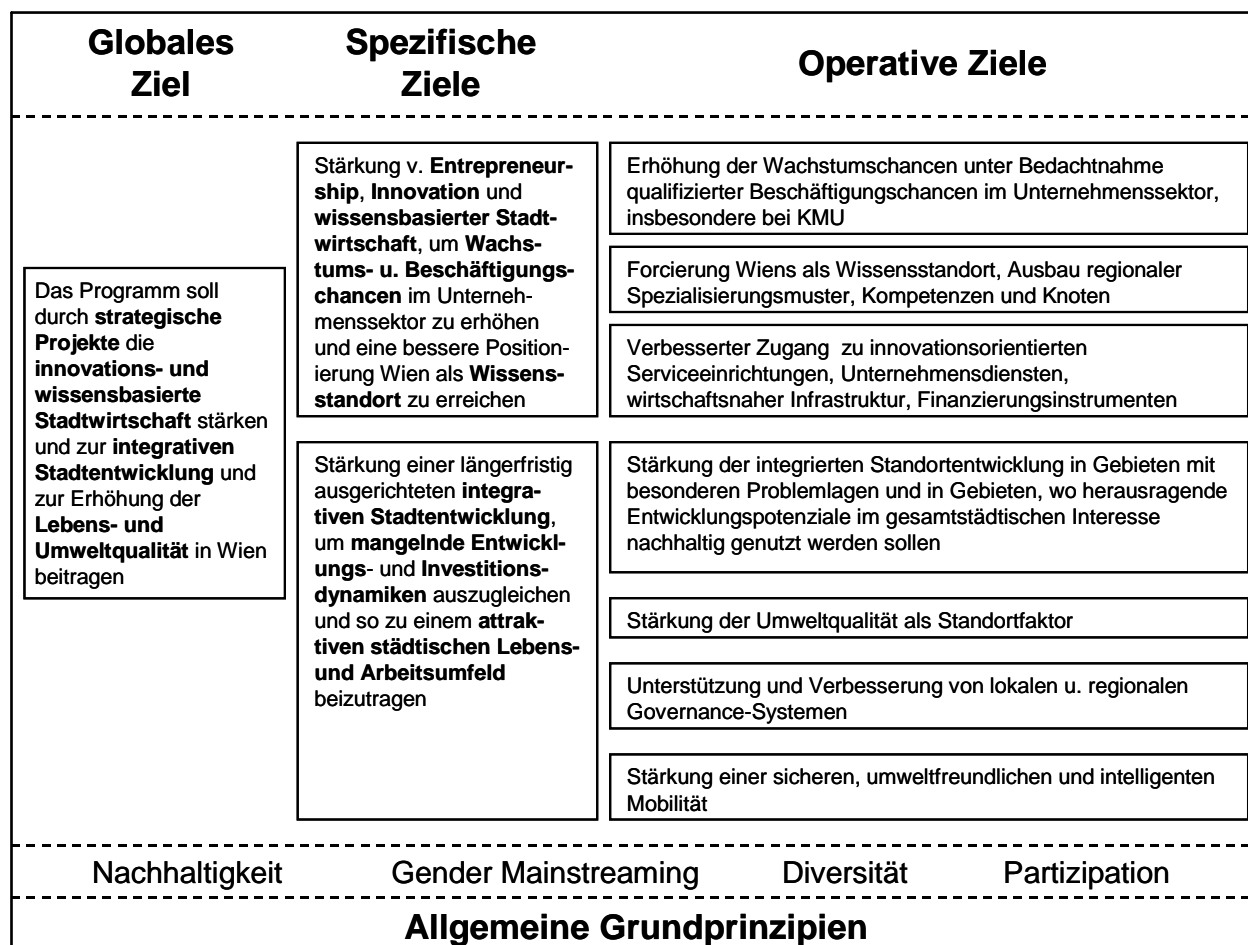 Globales
Ziel
Spezifische
Ziele
Operative Ziele
Das Programm soll
durch strategische
Projekte die
innovations- und
wissensbasierte
Stadtwirtschaft stärken
und zur integrativen
Stadtentwicklung und
zur Erhöhung der
Lebens- und
Umweltqualität in Wien
beitragen
Stärkung v. Entrepreneur-
ship, Innovation und
wissensbasierter Stadt-
wirtschaft, um Wachs-
tums- u. Beschäftigungs-
chancen im Unterneh-
menssektor zu erhöhen
und eine bessere Position-
ierung Wien als Wissens-
standort zu erreichen
Stärkung einer längerfristig
ausgerichteten integra-
tiven Stadtentwicklung,
um mangelnde Entwickl-
ungs- und Investitions-
dynamiken auszugleichen
und so zu einem attrak-
tiven städtischen Lebens-
und Arbeitsumfeld
beizutragen
Erhöhung der Wachstumschancen unter Bedachtnahme
qualifizierter Beschäftigungschancen im Unternehmenssektor,
insbesondere bei KMU
Forcierung Wiens als Wissensstandort, Ausbau regionaler
Spezialisierungsmuster, Kompetenzen und Knoten
Verbesserter Zugang zu innovationsorientierten
Serviceeinrichtungen, Unternehmensdiensten,
wirtschaftsnaher Infrastruktur, Finanzierungsinstrumenten
Stärkung der integrierten Standortentwicklung in Gebieten mit
besonderen Problemlagen und in Gebieten, wo herausragende
Entwicklungspotenziale im gesamtstädtischen Interesse
nachhaltig genutzt werden sollen
Stärkung der Umweltqualität als Standortfaktor
Unterstützung und Verbesserung von lokalen u. regionalen
Governance-Systemen
Stärkung einer sicheren, umweltfreundlichen und intelligenten
Mobilität
Nachhaltigkeit Gender Mainstreaming Diversität Partizipation
Allgemeine Grundprinzipien